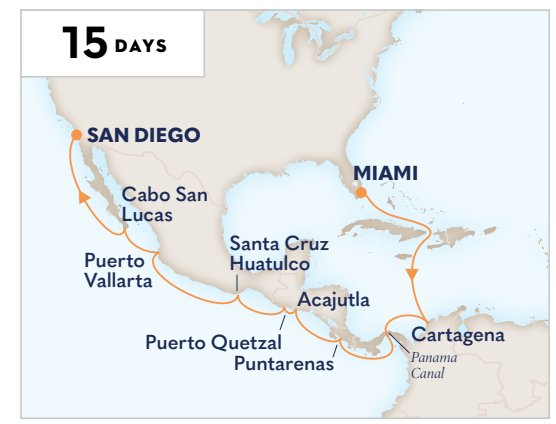 15 DAYS
SAN DIEGO
MIAMI
Cabo San
Lucas
Santa Cruz
Huatulco
Puerto
Vallarta
Acajutla
Puerto Quetzal
Cartagena
Puntarenas
Panama
Canal